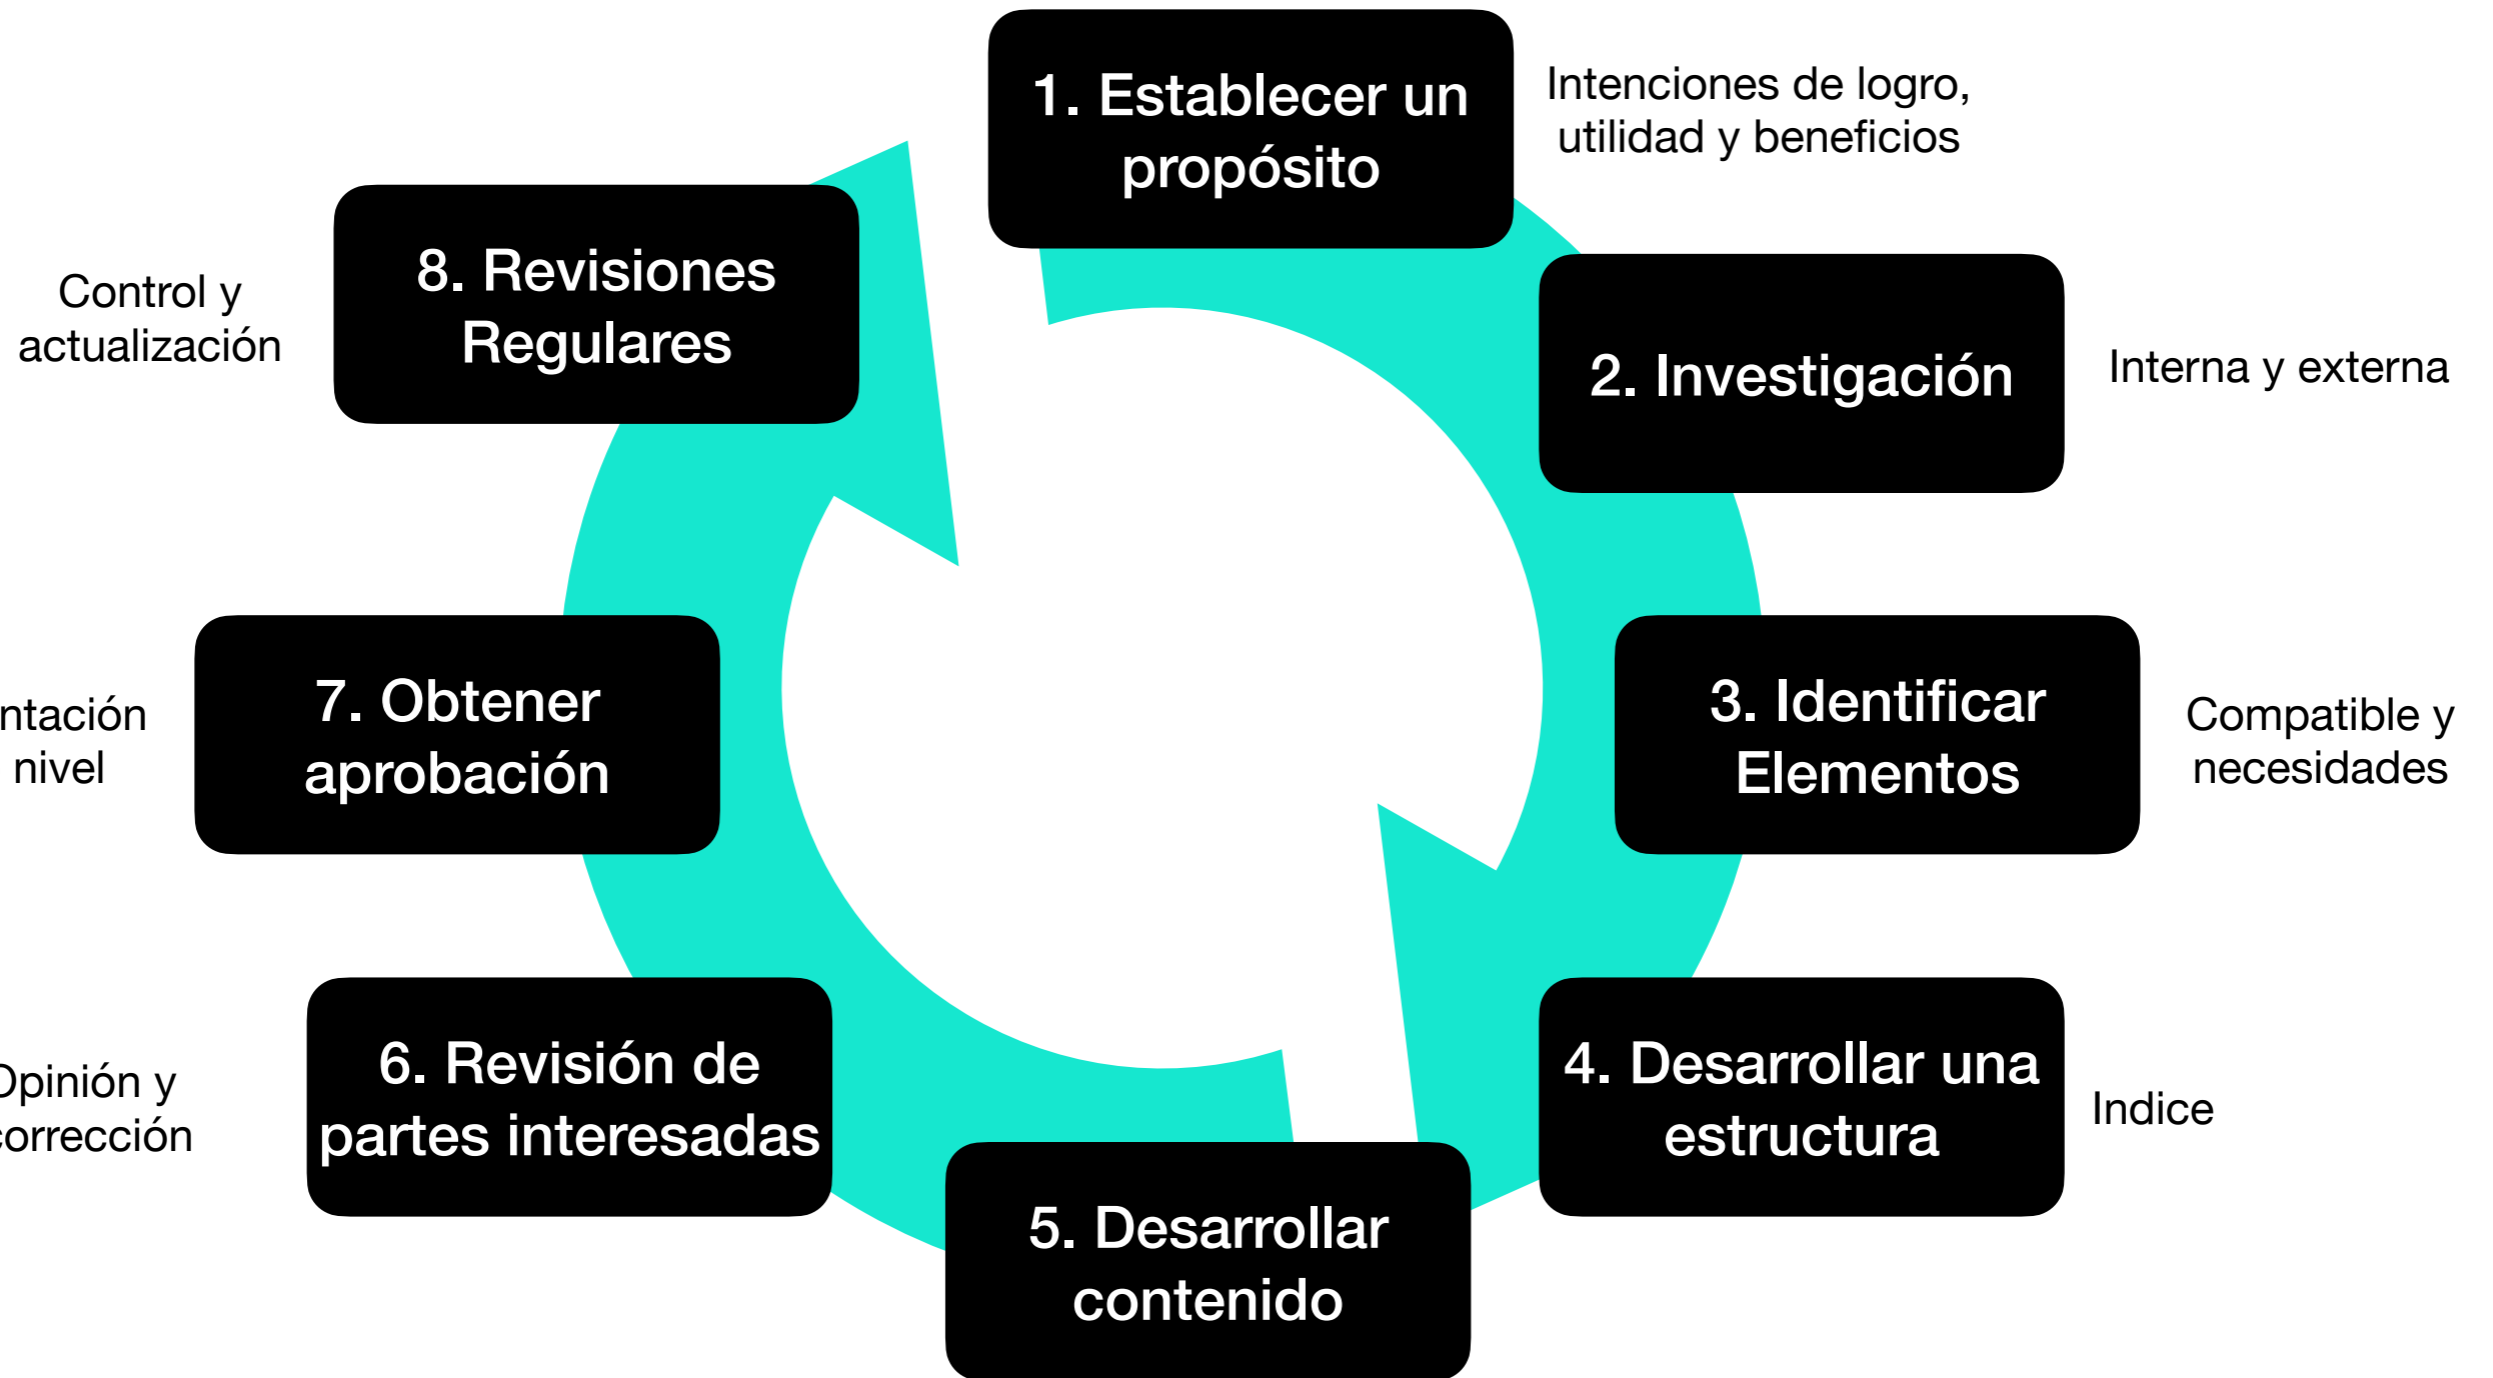 1. Establecer un
propósito
Intenciones de logro,
utilidad y beneficios
2. Investigación
Interna y externa
3. Identificar
Elementos
Compatible y
necesidades
4. Desarrollar una
estructura
Indice
5. Desarrollar
contenido
6. Revisión de
partes interesadas
Opinión y
corrección
7. Obtener
aprobación
nivel
8. Revisiones
Regulares
Control y
actualización